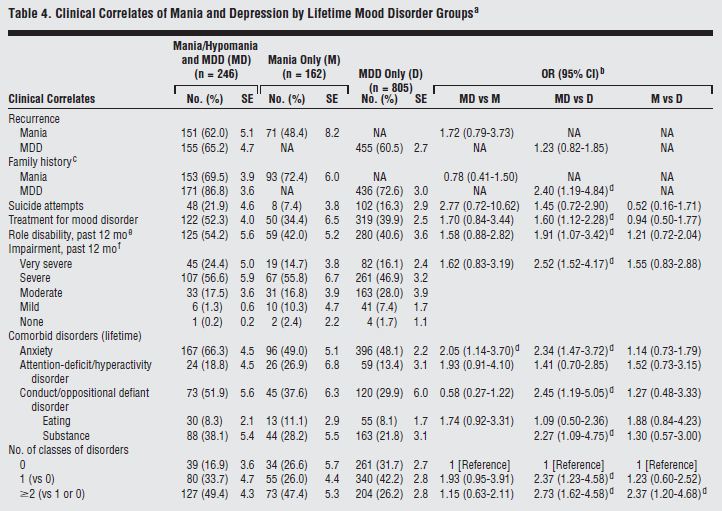 Table 4. Clinical Correlates of Mania and Depression by Lifetime Mood Disorder Groupsa
Mania/Hypomania and MDD (MD) (n = 246) Mania Only (M) (n = 162) MDD Only (D) (n = 805) OR (95% CI)b
Clinical Correlates No. (%) SE No. (%) SE No. (%) SE MD vs M MD vs D M vs D
Recurrence
Mania 151 (62.0) 5.1 71 (48.4) 8.2 NA 1.72 (0.79-3.73) NA NA
MDD 155 (65.2) 4.7 NA 455 (60.5) 2.7 NA 1.23 (0.82-1.85) NA
Family historyc
Mania 153 (69.5) 3.9 93 (72.4) 6.0 NA 0.78 (0.41-1.50) NA NA
MDD 171 (86.8) 3.6 NA 436 (72.6) 3.0 NA 2.40 (1.19-4.84)d NA
Suicide attempts 48 (21.9) 4.6 8 (7.4) 3.8 102 (16.3) 2.9 2.77 (0.72-10.62) 1.45 (0.72-2.90) 0.52 (0.16-1.71)
Treatment for mood disorder 122 (52.3) 4.0 50 (34.4) 6.5 319 (39.9) 2.5 1.70 (0.84-3.44) 1.60 (1.12-2.28)d 0.94 (0.50-1.77)
Role disability, past 12 moe 125 (54.2) 5.6 59 (42.0) 5.2 280 (40.6) 3.6 1.58 (0.88-2.82) 1.91 (1.07-3.42)d 1.21 (0.72-2.04)
Impairment, past 12 mof
Very severe 45 (24.4) 5.0 19 (14.7) 3.8 82 (16.1) 2.4 1.62 (0.83-3.19) 2.52 (1.52-4.17)d 1.55 (0.83-2.88)
Severe 107 (56.6) 5.9 67 (55.8) 6.7 261 (46.9) 3.2
Moderate 33 (17.5) 3.6 31 (16.8) 3.9 163 (28.0) 3.9
Mild 6 (1.3) 0.6 10 (10.3) 4.7 41 (7.4) 1.7
None 1 (0.2) 0.2 2 (2.4) 2.2 4 (1.7) 1.1
Comorbid disorders (lifetime)
Anxiety 167 (66.3) 4.5 96 (49.0) 5.1 396 (48.1) 2.2 2.05 (1.14-3.70)d 2.34 (1.47-3.72)d 1.14 (0.73-1.79)
Attention-deficit/hyperactivity 24 (18.8) 4.5 26 (26.9) 6.8 59 (13.4) 3.1 1.93 (0.91-4.10) 1.41 (0.70-2.85) 1.52 (0.73-3.15)
disorder
Conduct/oppositional defiant 73 (51.9) 5.6 45 (37.6) 6.3 120 (29.9) 6.0 0.58 (0.27-1.22) 2.45 (1.19-5.05)d 1.27 (0.48-3.33)
disorder
Eating 30 (8.3) 2.1 13 (11.1) 2.9 55 (8.1) 1.7 1.74 (0.92-3.31) 1.09 (0.50-2.36) 1.88 (0.84-4.23)
Substance 88 (38.1) 5.4 44 (28.2) 5.5 163 (21.8) 3.1 2.27 (1.09-4.75)d 1.30 (0.57-3.00)
No. of classes of disorders
0 39 (16.9) 3.6 34 (26.6) 5.7 261 (31.7) 2.7 1 [Reference] 1 [Reference] 1 [Reference]
1 (vs 0) 80 (33.7) 4.7 55 (26.0) 4.4 340 (42.2) 2.8 1.93 (0.95-3.91) 2.37 (1.23-4.58)d 1.23 (0.60-2.52)
≥2 (vs 1 or 0) 127 (49.4) 4.3 73 (47.4) 5.3 204 (26.2) 2.8 1.15 (0.63-2.11) 2.73 (1.62-4.58)d 2.37 (1.20-4.68)d